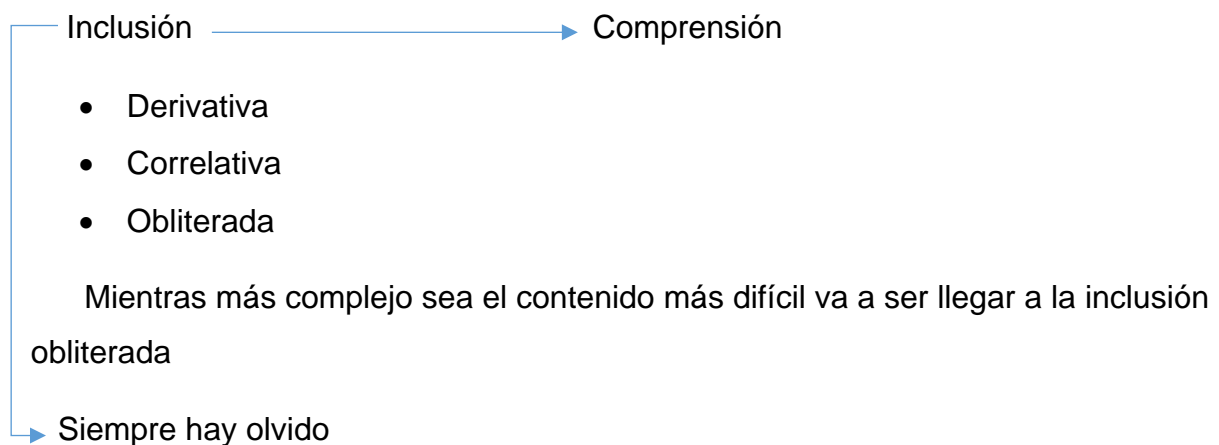 Inclusión Comprensión
• Derivativa
• Correlativa
• Obliterada
Mientras más complejo sea el contenido más difícil va a ser llegar a la inclusión
obliterada
Siempre hay olvido